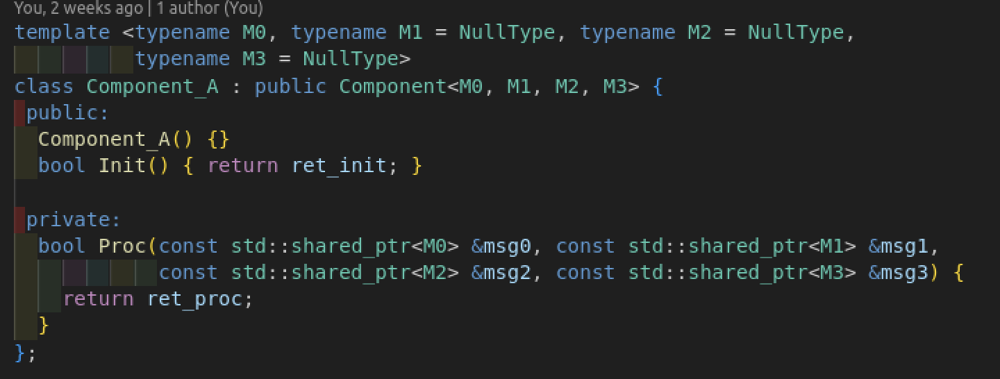 You, 2 weeks ago | 1 author (You)
template <typename M0, typename M1 = NullType, typename M2 = NullType,
          typename M3 = NullType>
class Component_A : public Component<M0, M1, M2, M3> {
 public:
  Component_A() {}
  bool Init() { return ret_init; }

 private:
  bool Proc(const std::shared_ptr<M0> &msg0, const std::shared_ptr<M1> &msg1,
            const std::shared_ptr<M2> &msg2, const std::shared_ptr<M3> &msg3) {
    return ret_proc;
  }
};